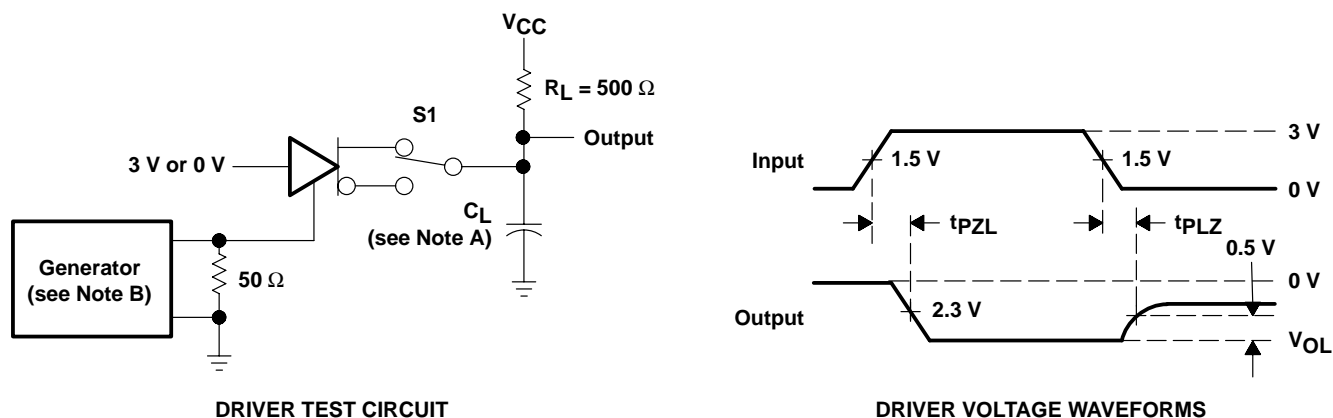 VCC
RL = 500 Ω
S1
Output
3 V or 0 V
CL
(see Note A)
Generator
(see Note B)
50 Ω
DRIVER TEST CIRCUIT
3 V
Input
1.5 V
1.5 V
0 V
tPZL
tPLZ
0.5 V
0 V
Output
2.3 V
VOL
DRIVER VOLTAGE WAVEFORMS